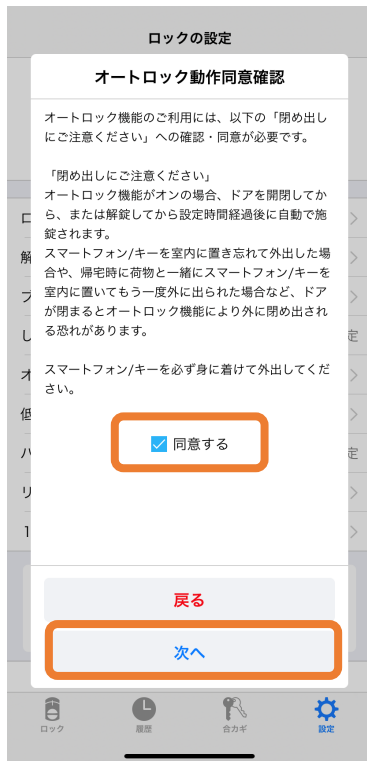 ロックの設定
オートロック動作同意確認
オートロック機能のご利用には、以下の「閉め出し
にご注意ください」への確認・同意が必要です。
「閉め出しにご注意ください」
オートロック機能がオンの場合、ドアを開閉してか
ら、または解錠してから設定時間経過後に自動で施
錠されます。
スマートフォン/キーを室内に置き忘れて外出した場
合や、帰宅時に荷物と一緒にスマートフォン/キーを
室内に置いてもう一度外に出られた場合など、ドア
が閉まるとオートロック機能により外に閉め出され
る恐れがあります。
スマートフォン/キーを必ず身に着けて外出してくだ
さい。
同意する
戻る
次へ
ロ
解
プ
し 定
オ
低
ハ 定
リ
1
ロック
履歴
合カギ
設定